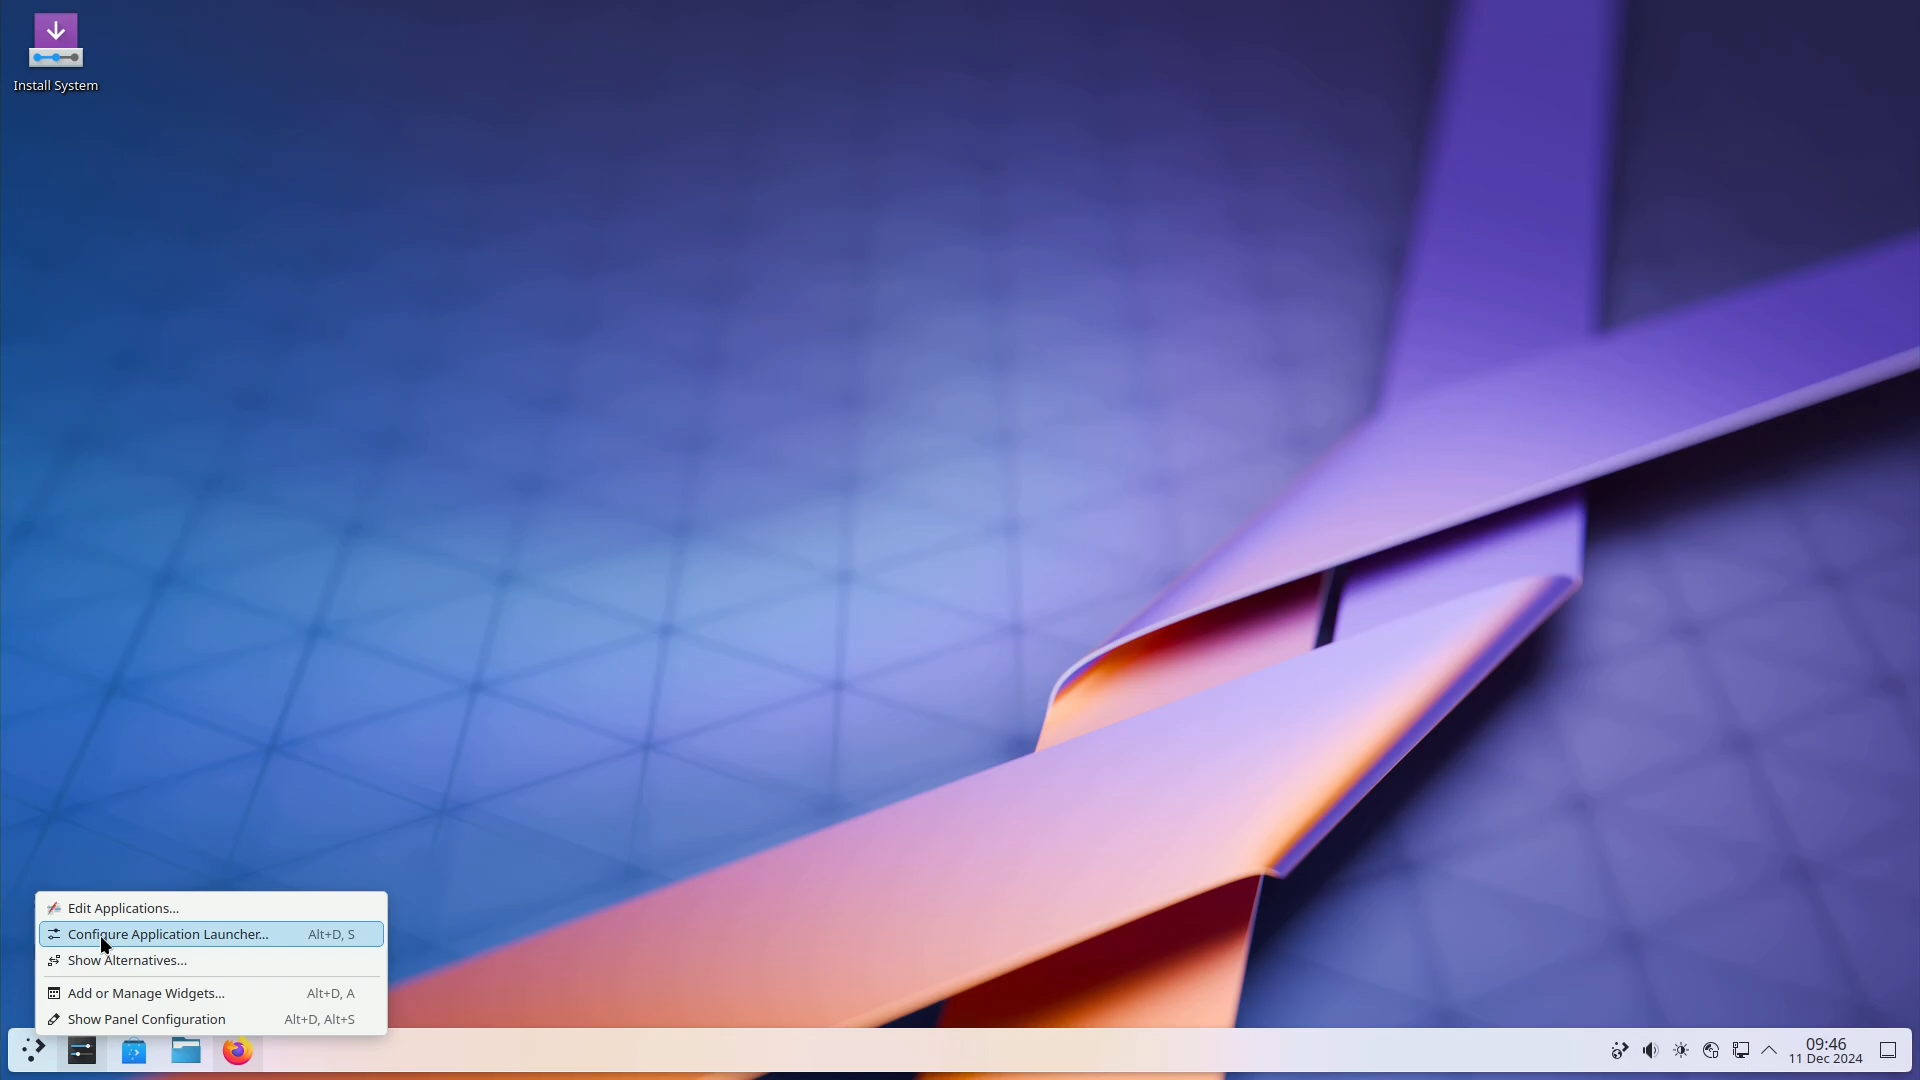 Install System
Edit Applications...
Configure Application Launcher... Alt+D, S
Show Alternatives...
Add or Manage Widgets... Alt+D, A
Show Panel Configuration Alt+D, Alt+S
09:46
11 Dec 2024